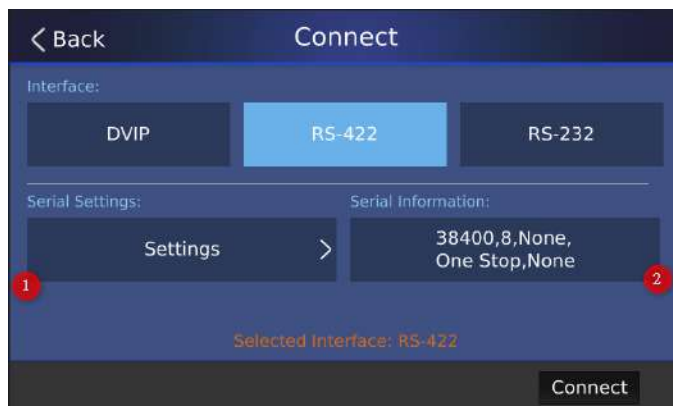 Back
Connect
Interface:
DVIP
RS-422
RS-232
Serial Settings:
Serial Information:
Settings
38400,8,None,
One Stop,None
1
2
Selected Interface: RS-422
Connect